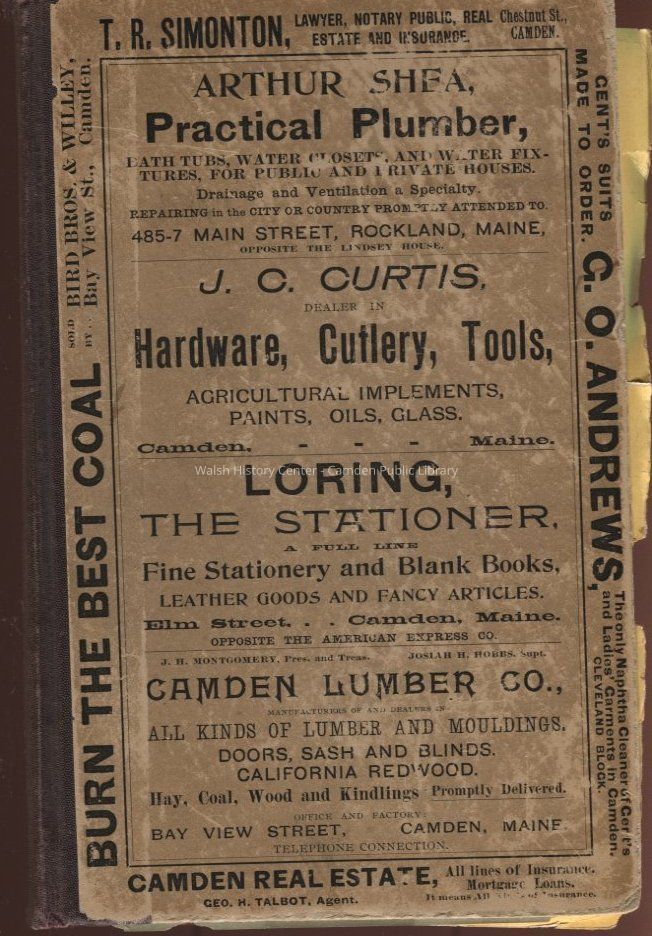 T. R. SIMONTON,
LAWYER, NOTARY PUBLIC, REAL
ESTATE AND INSURANCE.
Chestnut St.,
CAMDEN.
ARTHUR SHEA,
Practical Plumber,
BATH TUBS, WATER CLOSETS, AND WATER FIX-
TURES, FOR PUBLIC AND PRIVATE HOUSES.
Drainage and Ventilation a Specialty.
REPAIRING in the CITY OR COUNTRY PROMPTLY ATTENDED TO.
485-7 MAIN STREET, ROCKLAND, MAINE,
OPPOSITE THE LINDSEY HOUSE.
J. C. CURTIS,
DEALER IN
Hardware, Cutlery, Tools,
AGRICULTURAL IMPLEMENTS,
PAINTS, OILS, GLASS.
Camden, - - - Maine.
Walsh History Center - Camden Public Library
LORING,
THE STATIONER,
A FULL LINE
Fine Stationery and Blank Books,
LEATHER GOODS AND FANCY ARTICLES.
Elm Street, . . Camden, Maine.
OPPOSITE THE AMERICAN EXPRESS CO.
J. H. MONTGOMERY, Pres. and Treas. JOSIAH H. HOBBS, Supt.
CAMDEN LUMBER CO.,
MANUFACTURERS OF AND DEALERS IN
ALL KINDS OF LUMBER AND MOULDINGS,
DOORS, SASH AND BLINDS.
CALIFORNIA REDWOOD.
Hay, Coal, Wood and Kindlings Promptly Delivered.
OFFICE AND FACTORY:
BAY VIEW STREET, CAMDEN, MAINE.
TELEPHONE CONNECTION.
CAMDEN REAL ESTATE,
GEO. H. TALBOT, Agent.
All lines of Insurance.
Mortgage Loans.
It means All of Insurance.
BURN THE BEST COAL
SOLD
BY . .
BIRD BROS. & WILLEY,
Bay View St., Camden.
GENT'S SUITS
MADE TO ORDER.
G. O. ANDREWS,
The only Naphtha Cleaner of Gent's
and Ladies' Garments in Camden.
CLEVELAND BLOCK.